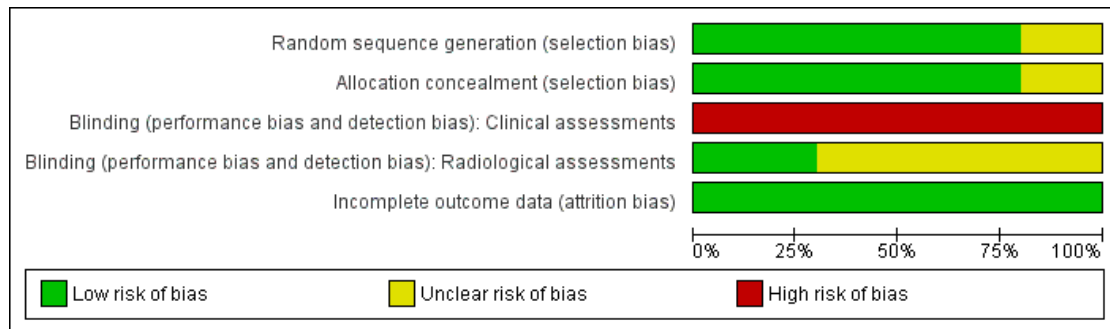 Random sequence generation (selection bias)
Allocation concealment (selection bias)
Blinding (performance bias and detection bias): Clinical assessments
Blinding (performance bias and detection bias): Radiological assessments
Incomplete outcome data (attrition bias)
0% 25% 50% 75% 100%
Low risk of bias Unclear risk of bias High risk of bias